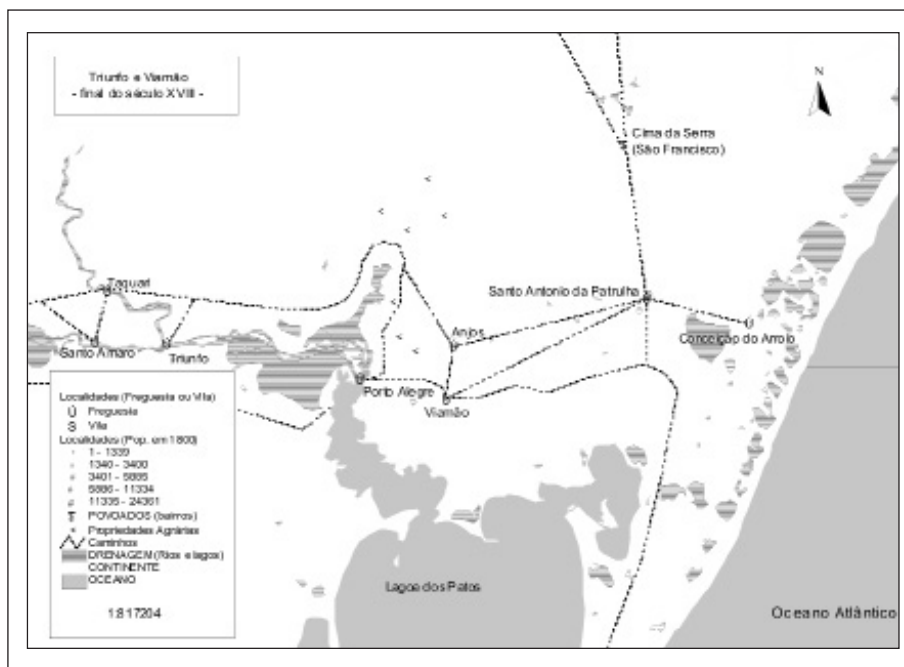 Triunfo e Viamão
- final do século XVIII -
N
Cima da Serra
(São Francisco)
Taquari
Santo Antonio da Patrulha
Anjos
Conceição do Arroio
Santo Amaro
Triunfo
Porto Alegre
Viamão
Localidades (Freguesia ou Vila)
Freguesia
Vila
Localidades (Pop. em 1800)
1 - 1339
1340 - 3400
3401 - 5885
5886 - 11334
11335 - 24361
POVOADOS (bairros)
Propriedades Agrárias
Caminhos
DRENAGEM (Rios e lagos)
CONTINENTE
OCEANO
1:817204
Lagoa dos Patos
Oceano Atlântico